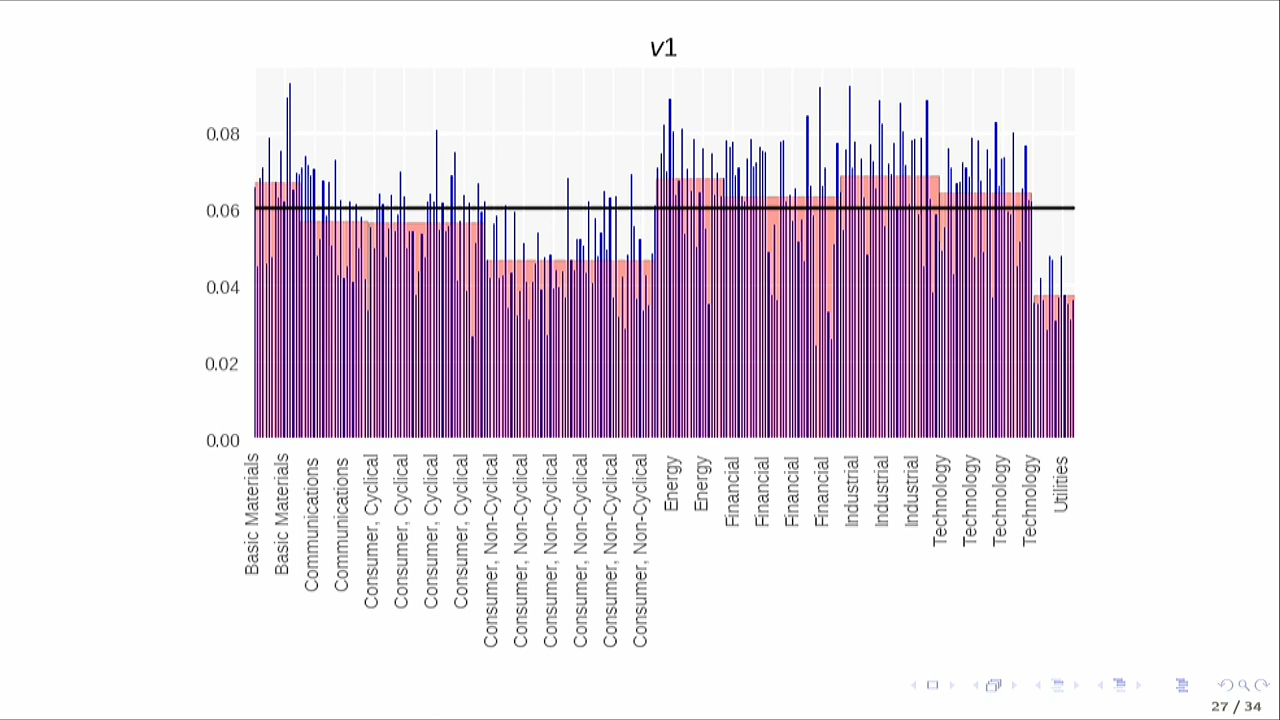 v1
0.08
0.06
0.04
0.02
0.00
Basic Materials
Basic Materials
Communications
Communications
Consumer, Cyclical
Consumer, Cyclical
Consumer, Cyclical
Consumer, Cyclical
Consumer, Non-Cyclical
Consumer, Non-Cyclical
Consumer, Non-Cyclical
Consumer, Non-Cyclical
Consumer, Non-Cyclical
Consumer, Non-Cyclical
Energy
Energy
Financial
Financial
Financial
Financial
Industrial
Industrial
Industrial
Technology
Technology
Technology
Technology
Utilities
27 / 34